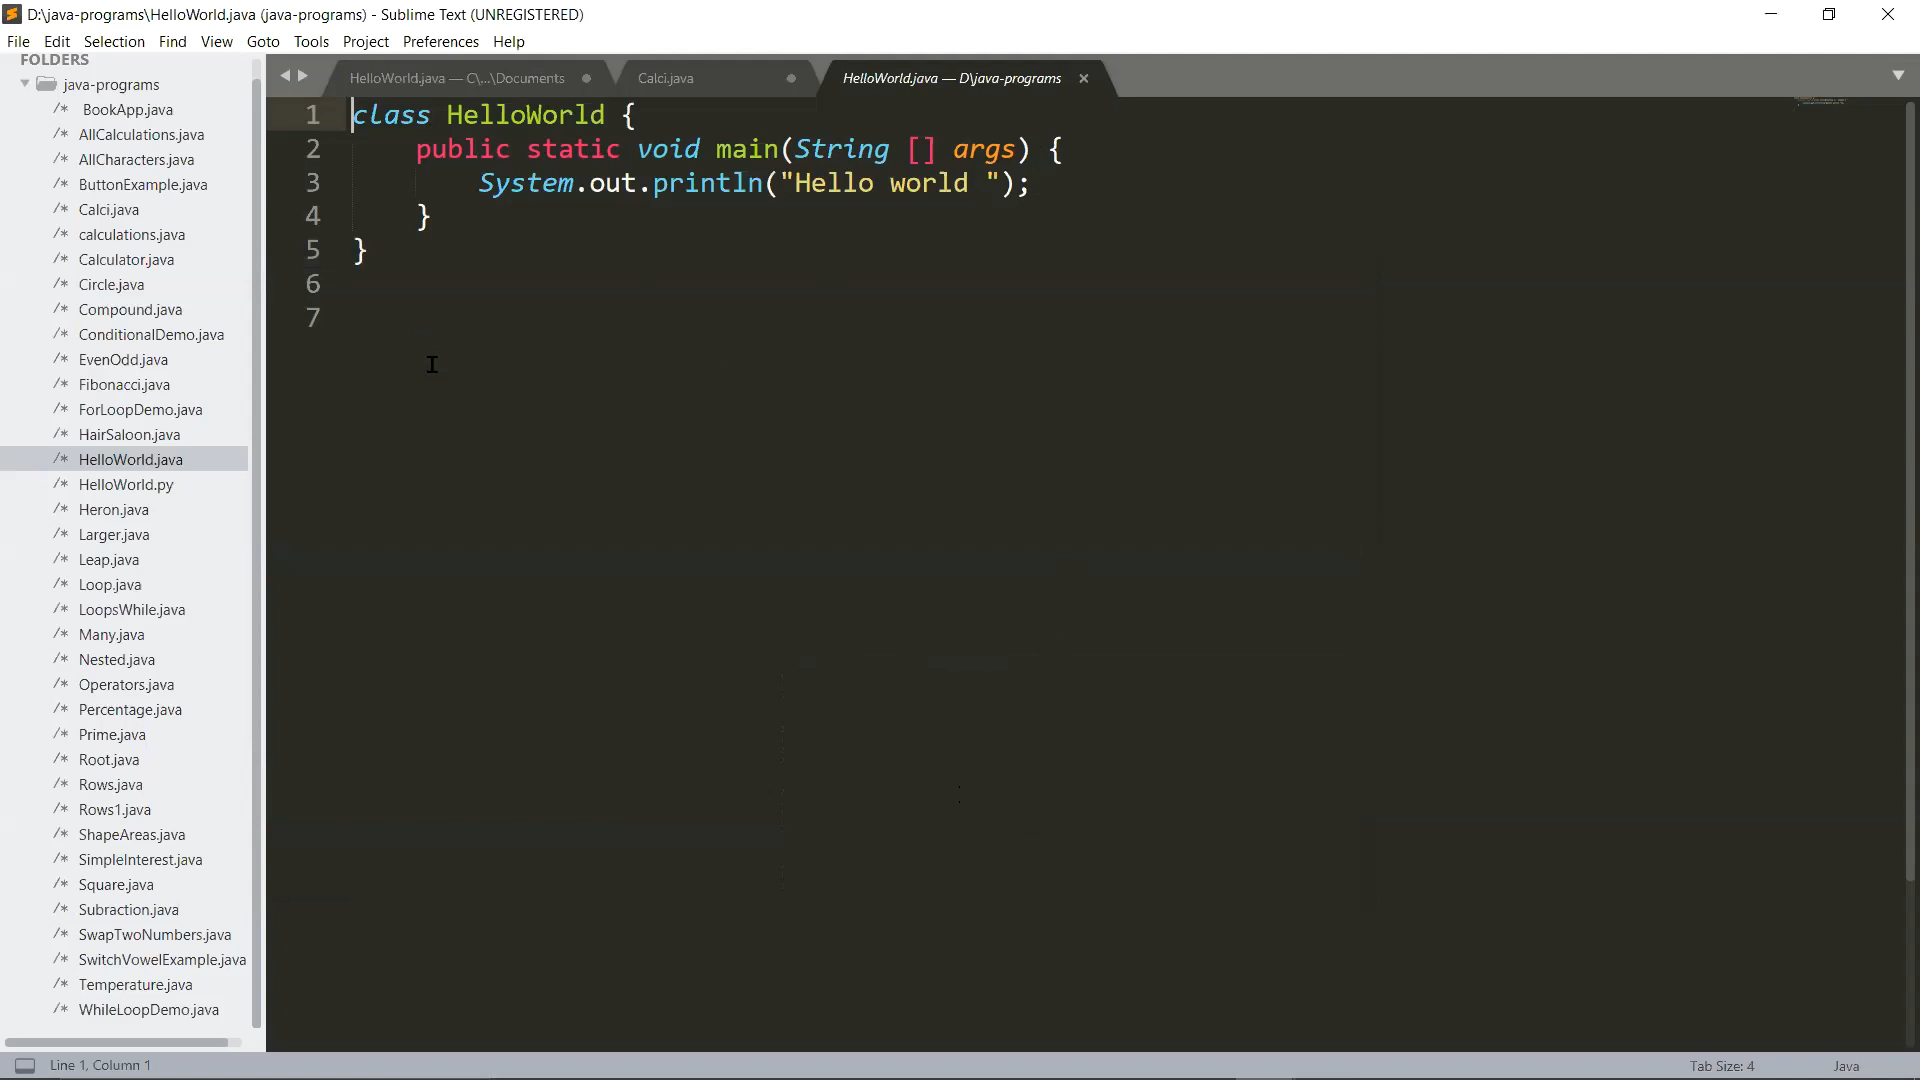 D:\java-programs\HelloWorld.java (java-programs) - Sublime Text (UNREGISTERED)
File Edit Selection Find View Goto Tools Project Preferences Help
FOLDERS
java-programs
/* BookApp.java
/* AllCalculations.java
/* AllCharacters.java
/* ButtonExample.java
/* Calci.java
/* calculations.java
/* Calculator.java
/* Circle.java
/* Compound.java
/* ConditionalDemo.java
/* EvenOdd.java
/* Fibonacci.java
/* ForLoopDemo.java
/* HairSaloon.java
/* HelloWorld.java
/* HelloWorld.py
/* Heron.java
/* Larger.java
/* Leap.java
/* Loop.java
/* LoopsWhile.java
/* Many.java
/* Nested.java
/* Operators.java
/* Percentage.java
/* Prime.java
/* Root.java
/* Rows.java
/* Rows1.java
/* ShapeAreas.java
/* SimpleInterest.java
/* Square.java
/* Subraction.java
/* SwapTwoNumbers.java
/* SwitchVowelExample.java
/* Temperature.java
/* WhileLoopDemo.java
HelloWorld.java — C\...\Documents Calci.java HelloWorld.java — D\java-programs
1 class HelloWorld {
2 public static void main(String [] args) {
3 System.out.println("Hello world ");
4 }
5 }
6
7
Line 1, Column 1 Tab Size: 4 Java